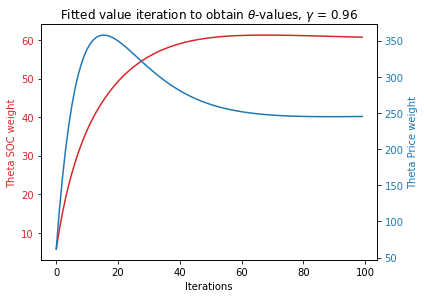 Fitted value iteration to obtain θ-values, γ = 0.96
Theta SOC weight
60
50
40
30
20
10
Theta Price weight
350
300
250
200
150
100
50
0 20 40 60 80 100
Iterations